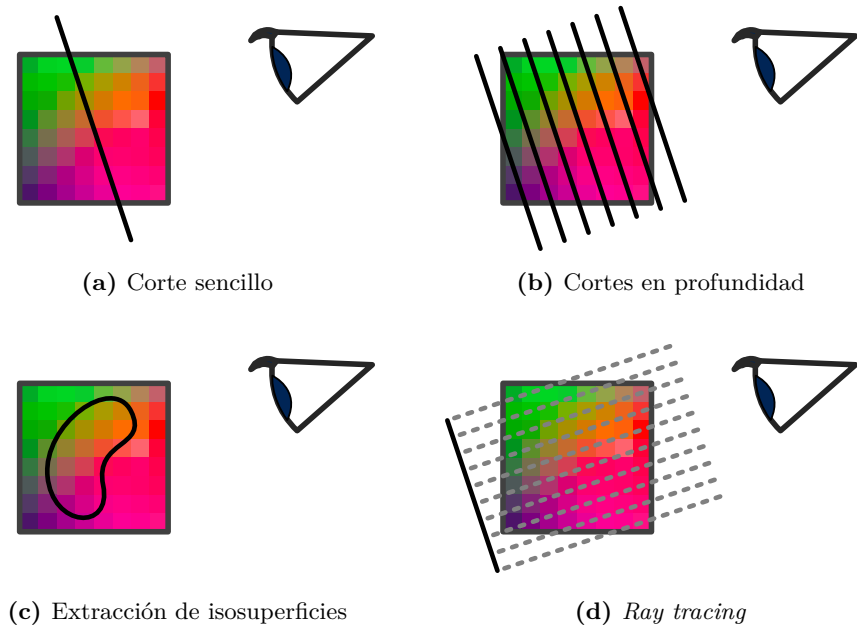 (a) Corte sencillo
(b) Cortes en profundidad
(c) Extracción de isosuperficies
(d) Ray tracing